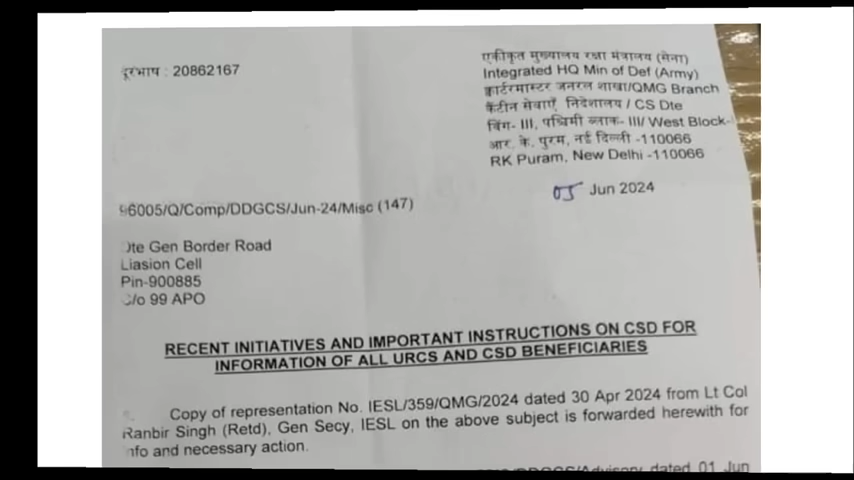 दूरभाष : 20862167
एकीकृत मुख्यालय रक्षा मंत्रालय (सेना)
Integrated HQ Min of Def (Army)
क्वार्टरमास्टर जनरल शाखा/QMG Branch
कैंटीन सेवाएँ निदेशालय / CS Dte
विंग- III, पश्चिमी ब्लाक- III/ West Block-
आर. के. पुरम, नई दिल्ली -110066
RK Puram, New Delhi -110066
05 Jun 2024
96005/Q/Comp/DDGCS/Jun-24/Misc (147)
Dte Gen Border Road
Liasion Cell
Pin-900885
C/o 99 APO
RECENT INITIATIVES AND IMPORTANT INSTRUCTIONS ON CSD FOR
INFORMATION OF ALL URCS AND CSD BENEFICIARIES
Copy of representation No. IESL/359/QMG/2024 dated 30 Apr 2024 from Lt Col
Ranbir Singh (Retd), Gen Secy, IESL on the above subject is forwarded herewith for
info and necessary action.
dated 01 Jun